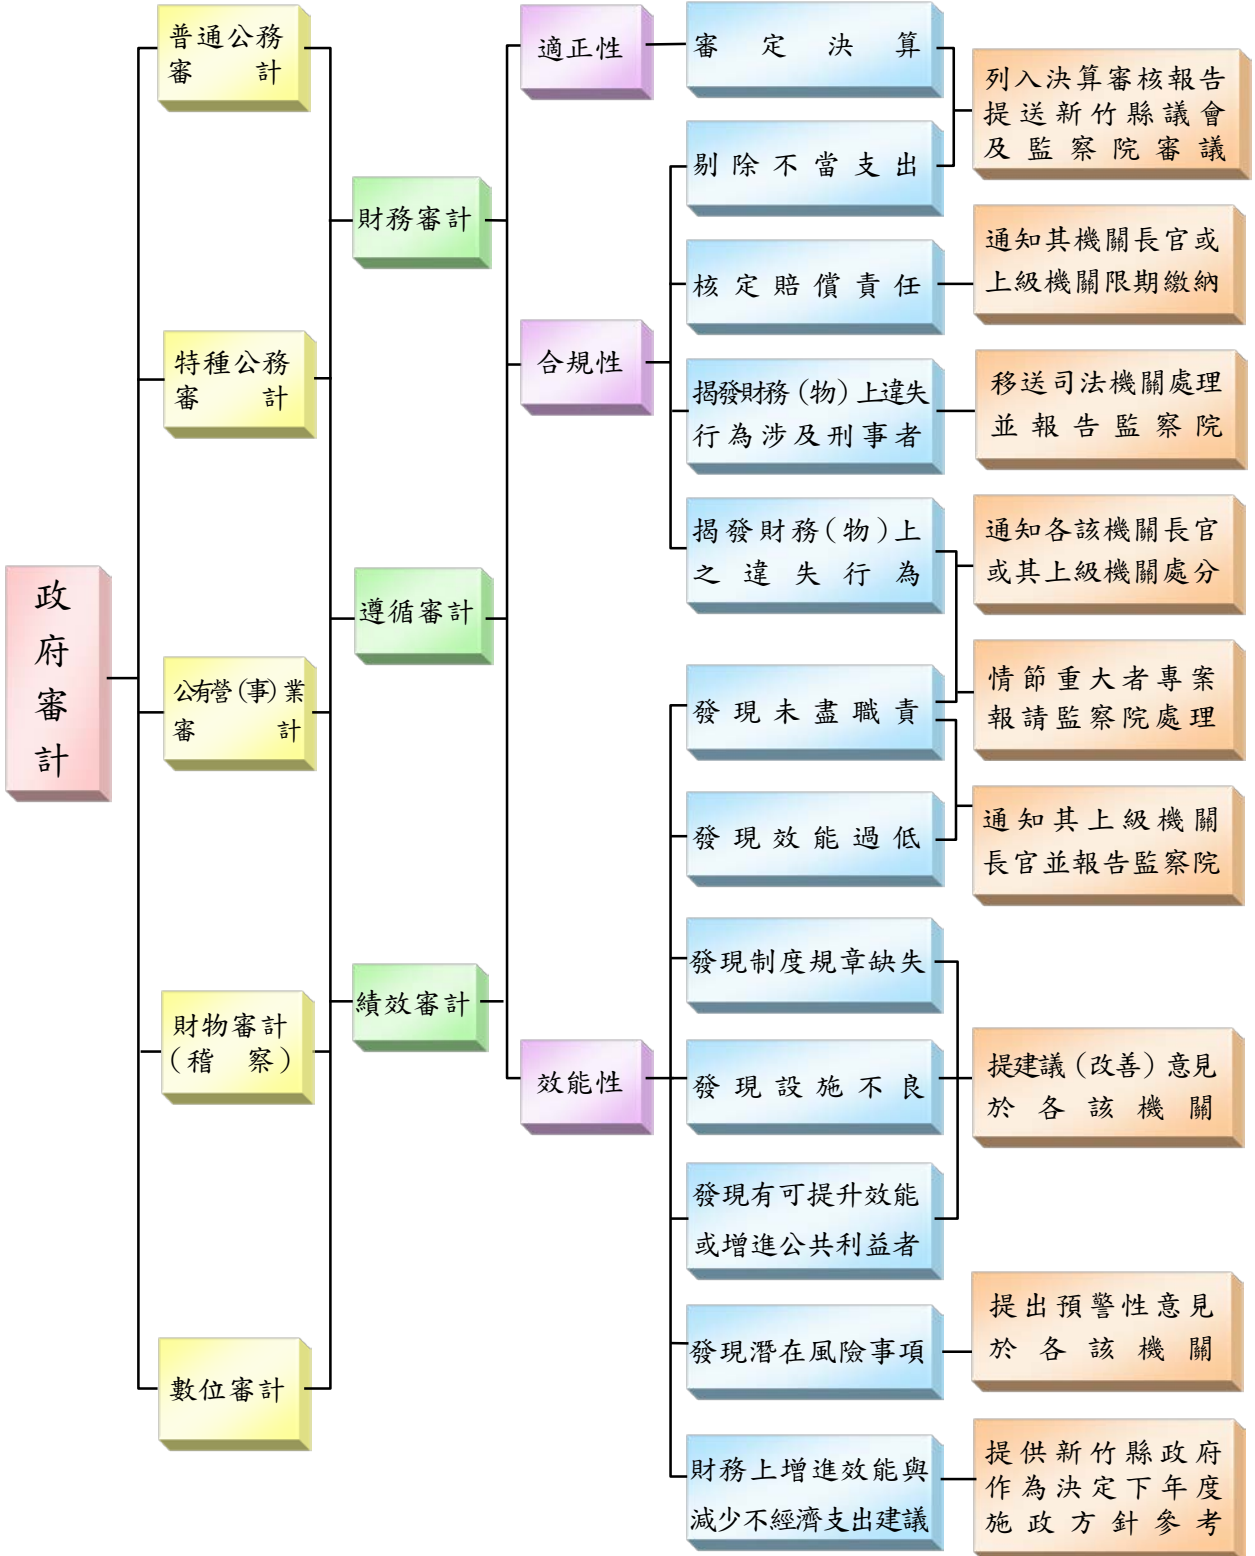 政府審計
普通公務
審計
特種公務
審計
公有營(事)業
審計
財物審計
(稽察)
數位審計
財務審計
遵循審計
績效審計
適正性
合規性
效能性
審定決算
剔除不當支出
核定賠償責任
揭發財務(物)上違失
行為涉及刑事者
揭發財務(物)上
之違失行為
發現未盡職責
發現效能過低
發現制度規章缺失
發現設施不良
發現有可提升效能
或增進公共利益者
發現潛在風險事項
財務上增進效能與
減少不經濟支出建議
列入決算審核報告
提送新竹縣議會
及監察院審議
通知其機關長官或
上級機關限期繳納
移送司法機關處理
並報告監察院
通知各該機關長官
或其上級機關處分
情節重大者專案
報請監察院處理
通知其上級機關
長官並報告監察院
提建議(改善)意見
於各該機關
提出預警性意見
於各該機關
提供新竹縣政府
作為決定下年度
施政方針參考